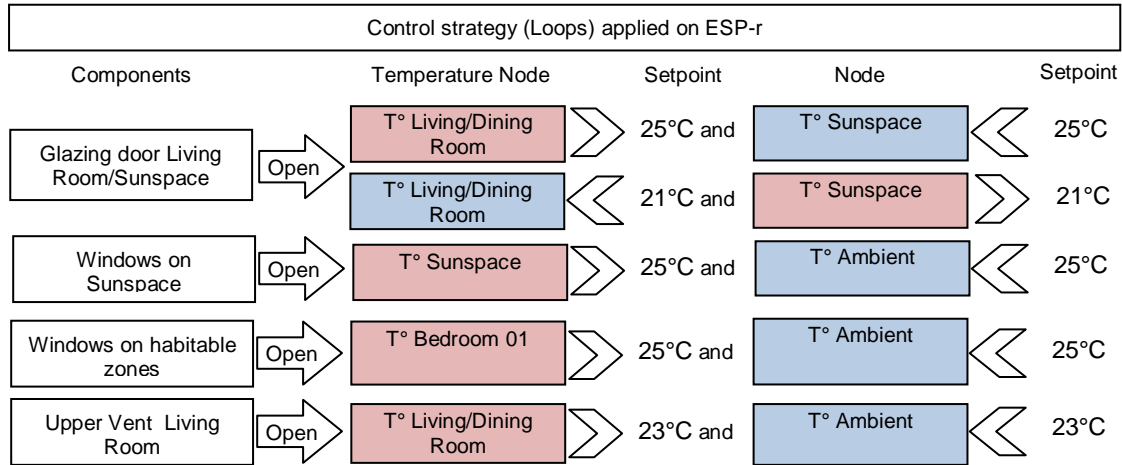 Control strategy (Loops) applied on ESP-r
Components
Temperature Node
Setpoint
Node
Setpoint
Glazing door Living
Room/Sunspace
Open
T° Living/Dining
Room
25°C and
T° Sunspace
25°C
T° Living/Dining
Room
21°C and
T° Sunspace
21°C
Windows on
Sunspace
Open
T° Sunspace
25°C and
T° Ambient
25°C
Windows on habitable
zones
Open
T° Bedroom 01
25°C and
T° Ambient
25°C
Upper Vent Living
Room
Open
T° Living/Dining
Room
23°C and
T° Ambient
23°C